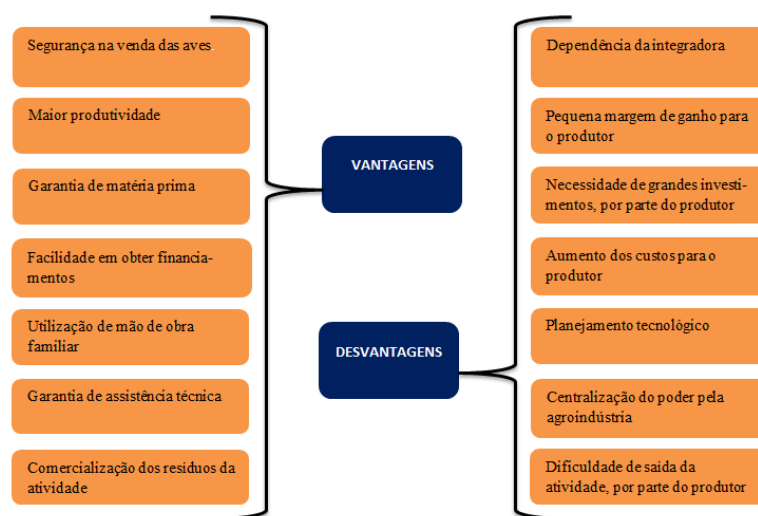 Segurança na venda das aves.
Maior produtividade
Garantia de matéria prima
Facilidade em obter financia-
mentos
Utilização de mão de obra
familiar
Garantia de assistência técnica
Comercialização dos resíduos da
atividade
VANTAGENS
DESVANTAGENS
Dependência da integradora
Pequena margem de ganho para
o produtor
Necessidade de grandes investi-
mentos, por parte do produtor
Aumento dos custos para o
produtor
Planejamento tecnológico
Centralização do poder pela
agroindústria
Dificuldade de saída da
atividade, por parte do produtor